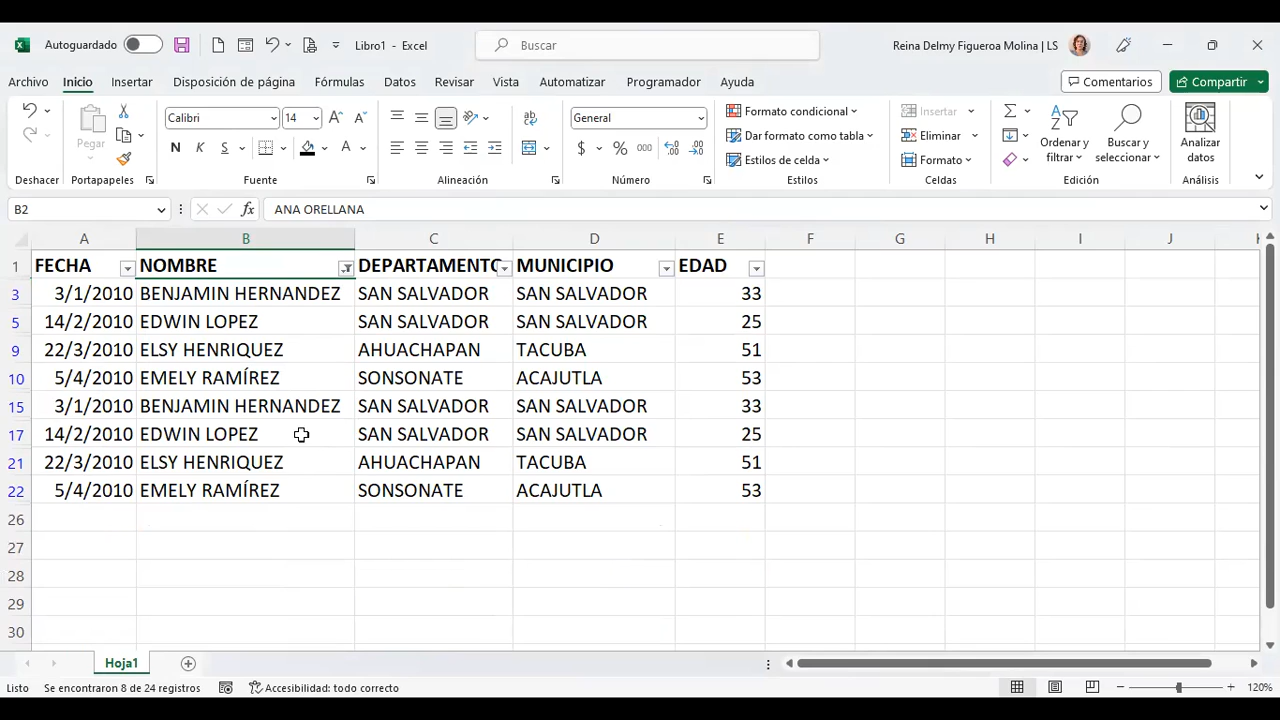 Autoguardado Libro1 - Excel Buscar Reina Delmy Figueroa Molina | LS
Archivo Inicio Insertar Disposición de página Fórmulas Datos Revisar Vista Automatizar Programador Ayuda Comentarios Compartir
Pegar
Calibri 14
N K S
A
ab
General
$ % 000
Formato condicional
Dar formato como tabla
Estilos de celda
Insertar
Eliminar
Formato
Ordenary filtrar
Buscar y seleccionar
Analizar datos
Deshacer Portapapeles Fuente Alineación Número Estilos Celdas Edición Análisis
B2 fx ANA ORELLANA
A B C D E F G H I J K
1 FECHA NOMBRE DEPARTAMENTO MUNICIPIO EDAD
3 3/1/2010 BENJAMIN HERNANDEZ SAN SALVADOR SAN SALVADOR 33
5 14/2/2010 EDWIN LOPEZ SAN SALVADOR SAN SALVADOR 25
9 22/3/2010 ELSY HENRIQUEZ AHUACHAPAN TACUBA 51
10 5/4/2010 EMELY RAMÍREZ SONSONATE ACAJUTLA 53
15 3/1/2010 BENJAMIN HERNANDEZ SAN SALVADOR SAN SALVADOR 33
17 14/2/2010 EDWIN LOPEZ SAN SALVADOR SAN SALVADOR 25
21 22/3/2010 ELSY HENRIQUEZ AHUACHAPAN TACUBA 51
22 5/4/2010 EMELY RAMÍREZ SONSONATE ACAJUTLA 53
26
27
28
29
30
Hoja1
Listo Se encontraron 8 de 24 registros Accesibilidad: todo correcto 120%